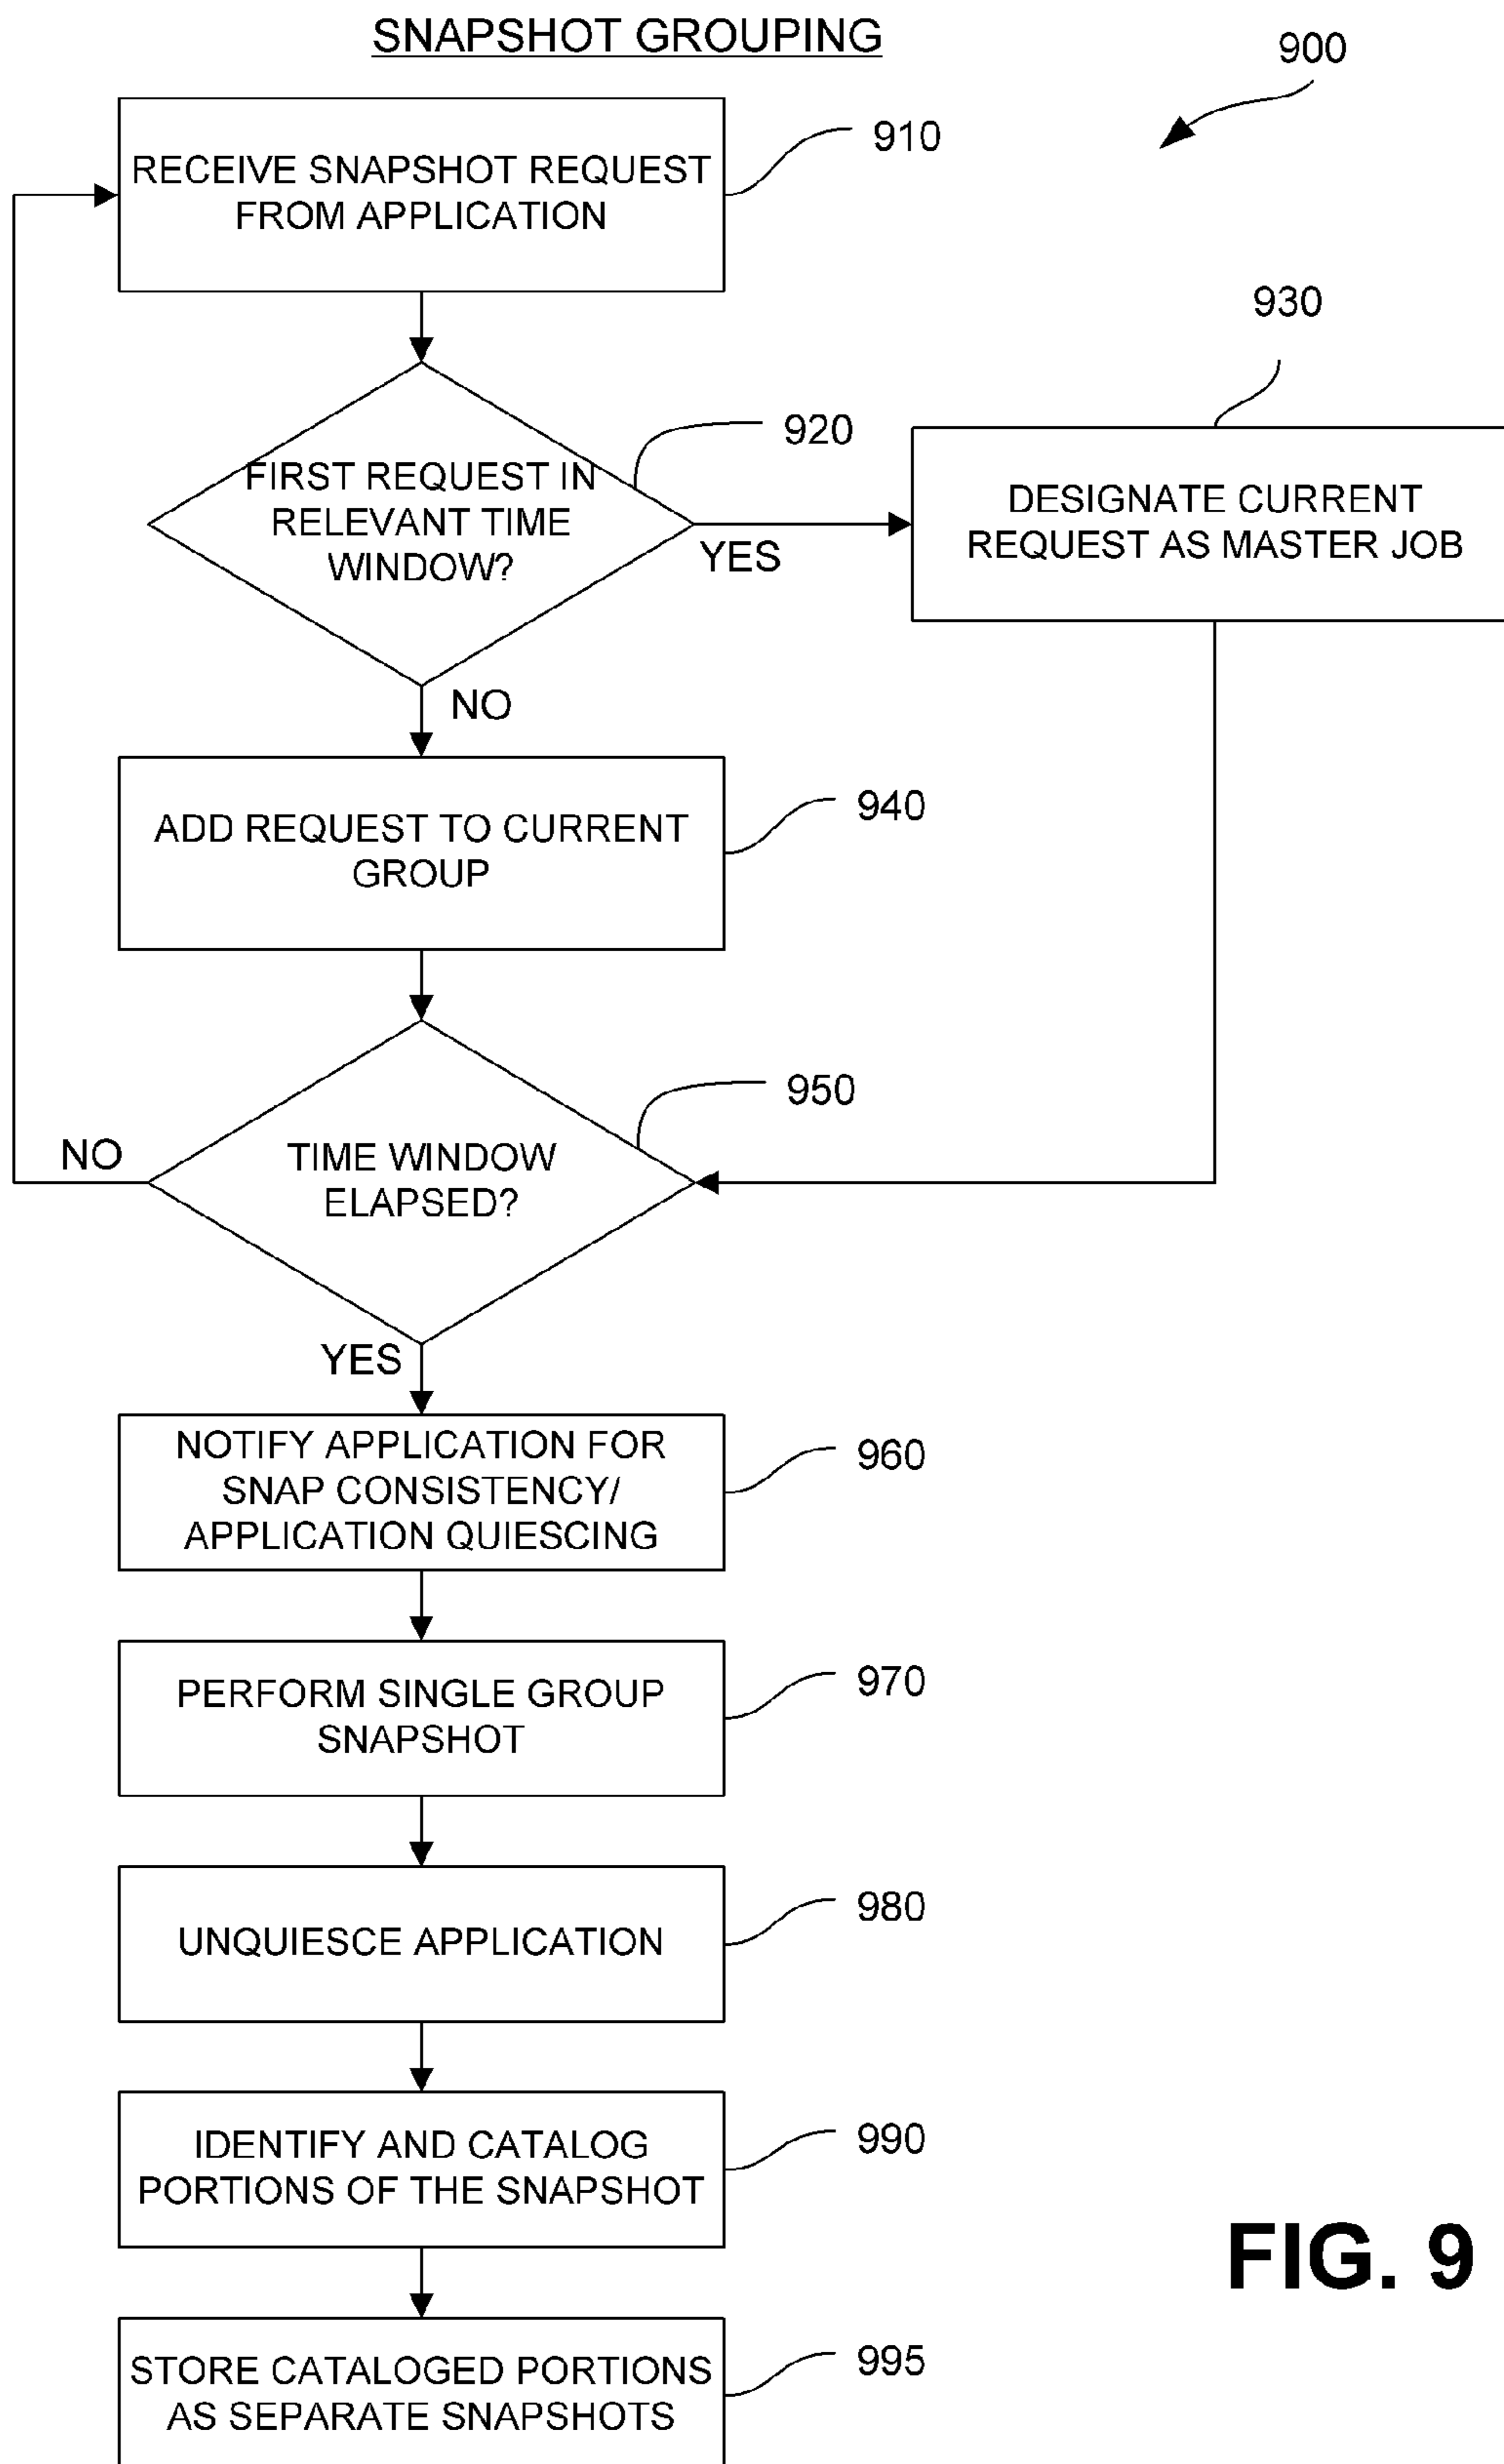 SNAPSHOT GROUPING
900
910
RECEIVE SNAPSHOT REQUEST
FROM APPLICATION
930
920
FIRST REQUEST IN
RELEVANT TIME
WINDOW?
YES
DESIGNATE CURRENT
REQUEST AS MASTER JOB
NO
940
ADD REQUEST TO CURRENT
GROUP
950
NO
TIME WINDOW
ELAPSED?
YES
960
NOTIFY APPLICATION FOR
SNAP CONSISTENCY/
APPLICATION QUIESCING
970
PERFORM SINGLE GROUP
SNAPSHOT
980
UNQUIESCE APPLICATION
990
IDENTIFY AND CATALOG
PORTIONS OF THE SNAPSHOT
FIG. 9
995
STORE CATALOGED PORTIONS
AS SEPARATE SNAPSHOTS